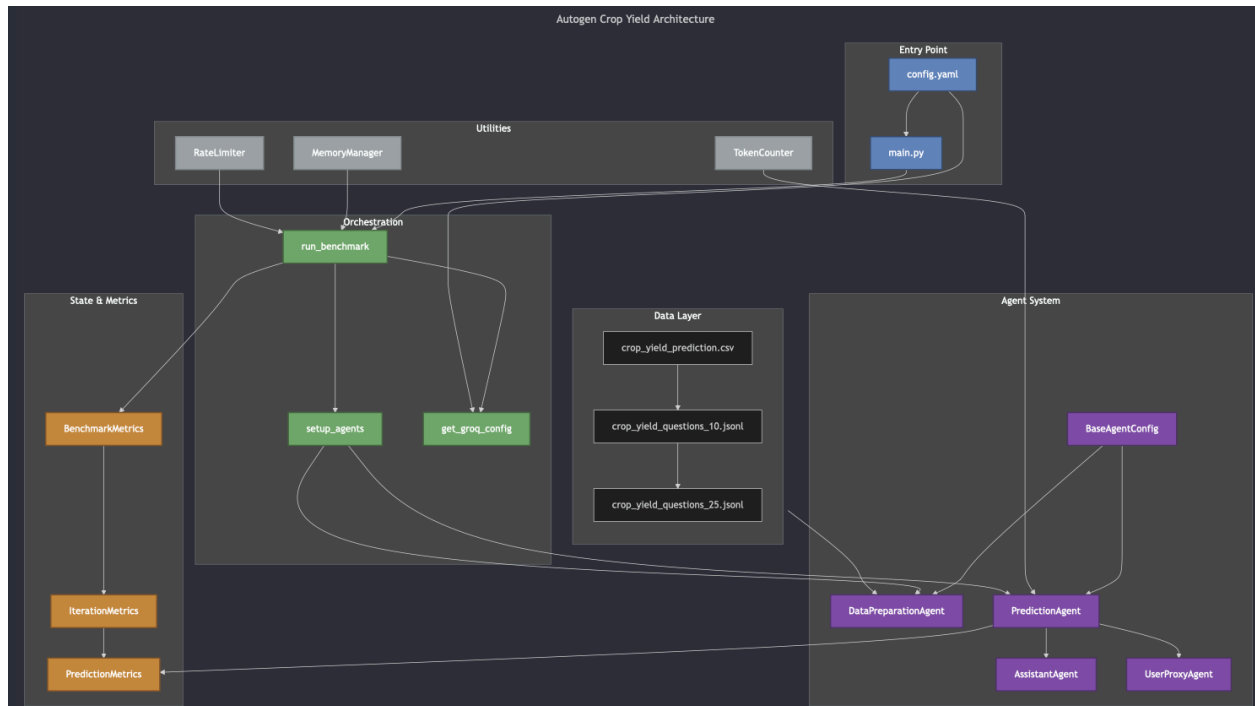 Autogen Crop Yield Architecture
Entry Point
config.yaml
main.py
Utilities
RateLimiter
MemoryManager
TokenCounter
Orchestration
run_benchmark
setup_agents
get_groq_config
State & Metrics
BenchmarkMetrics
IterationMetrics
PredictionMetrics
Data Layer
crop_yield_prediction.csv
crop_yield_questions_10.jsonl
crop_yield_questions_25.jsonl
Agent System
BaseAgentConfig
DataPreparationAgent
PredictionAgent
AssistantAgent
UserProxyAgent